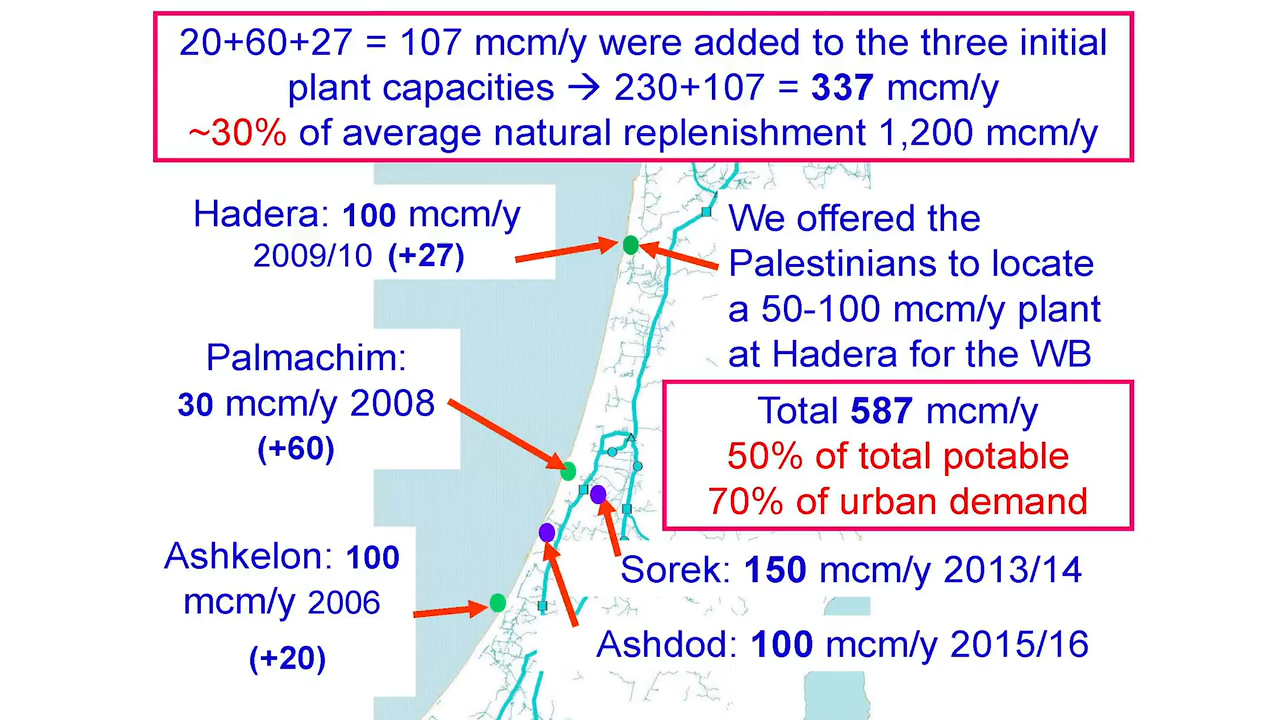 20+60+27 = 107 mcm/y were added to the three initial
plant capacities → 230+107 = 337 mcm/y
~30% of average natural replenishment 1,200 mcm/y
Hadera: 100 mcm/y
2009/10 (+27)
We offered the
Palestinians to locate
a 50-100 mcm/y plant
at Hadera for the WB
Palmachim:
30 mcm/y 2008
(+60)
Total 587 mcm/y
50% of total potable
70% of urban demand
Ashkelon: 100
mcm/y 2006
(+20)
Sorek: 150 mcm/y 2013/14
Ashdod: 100 mcm/y 2015/16